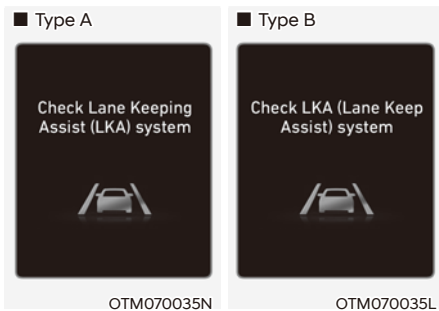 ■ Type A
Check Lane Keeping
Assist (LKA) system
OTM070035N
■ Type B
Check LKA (Lane Keep
Assist) system
OTM070035L